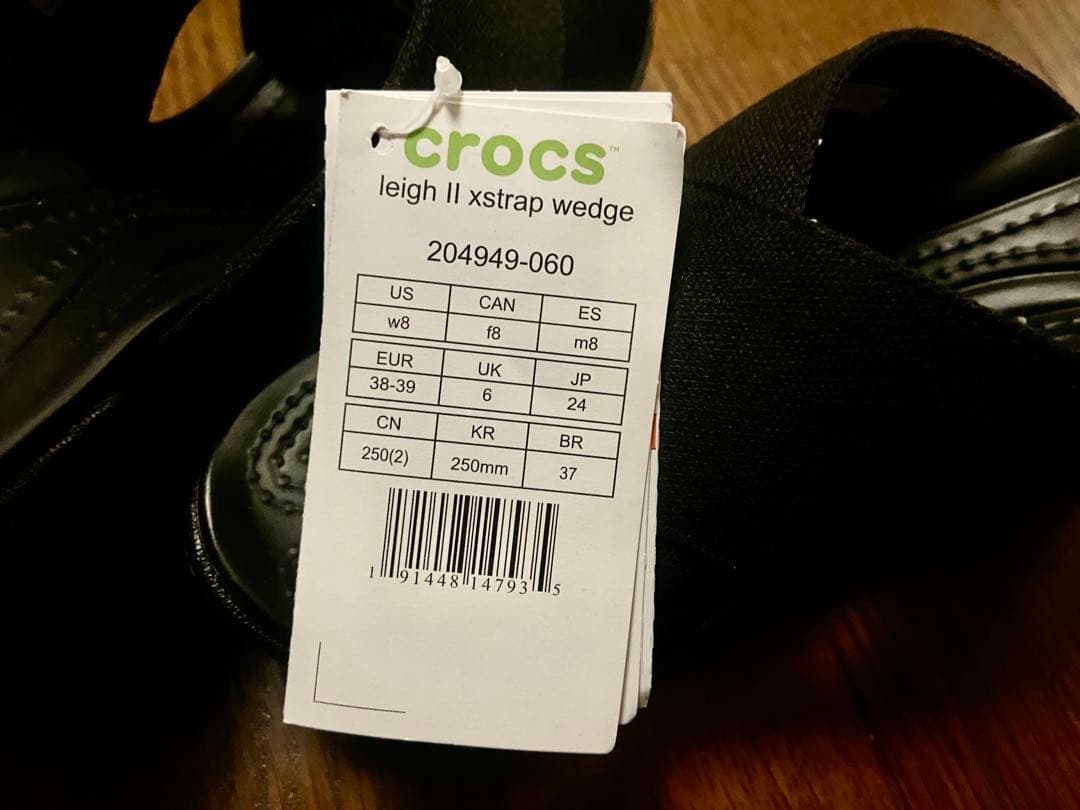 crocs™
leigh II xstrap wedge
204949-060
US CAN ES
w8 f8 m8
EUR UK JP
38-39 6 24
CN KR BR
250(2) 250mm 37
1 91448 14793 5